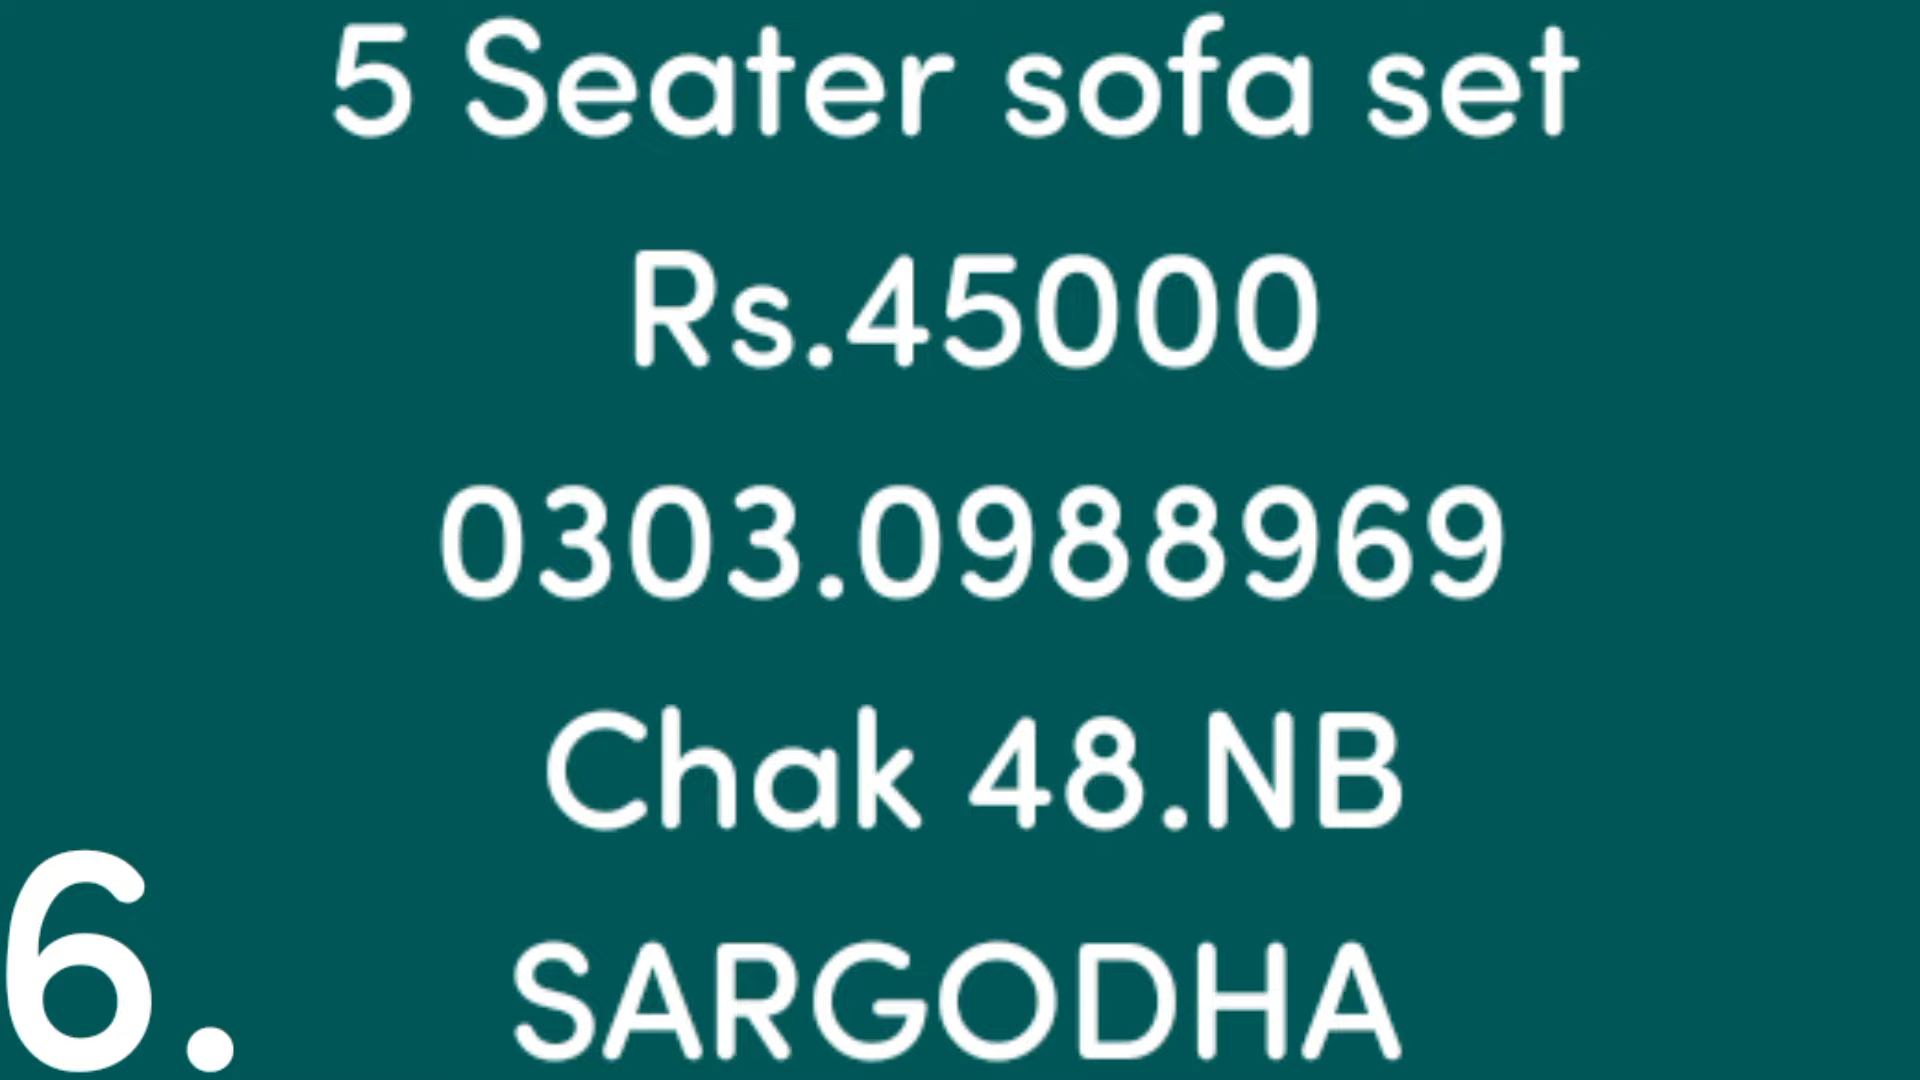 5 Seater sofa set
Rs.45000
0303.0988969
Chak 48.NB
6.
SARGODHA